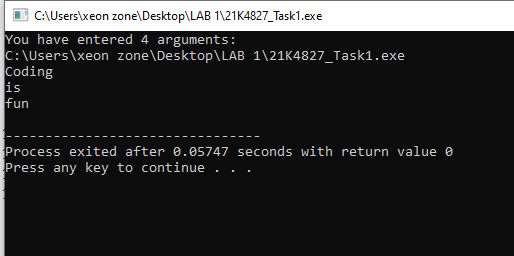 C:\Users\xeon zone\Desktop\LAB 1\21K4827_Task1.exe
You have entered 4 arguments:
C:\Users\xeon zone\Desktop\LAB 1\21K4827_Task1.exe
Coding
is
fun
--------------------------------
Process exited after 0.05747 seconds with return value 0
Press any key to continue . . .